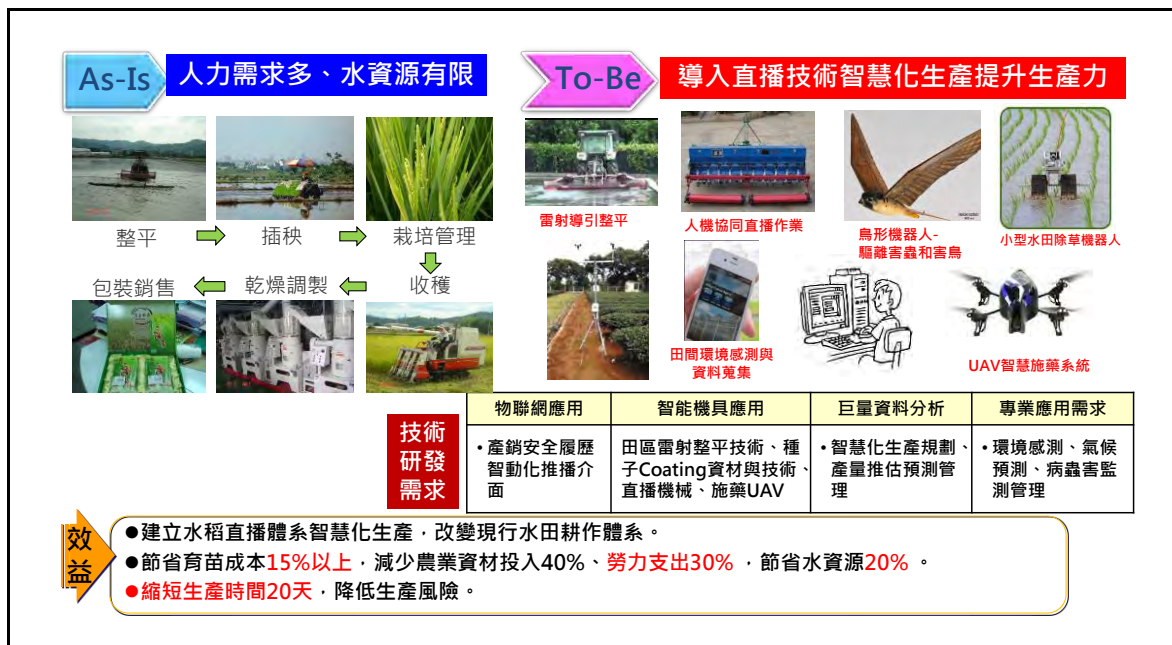 As-Is
人力需求多、水資源有限
To-Be
導入直播技術智慧化生產提升生產力
整平
插秧
栽培管理
包裝銷售
乾燥調製
收穫
雷射導引整平
人機協同直播作業
鳥形機器人-
驅離害蟲和害鳥
小型水田除草機器人
田間環境感測與
資料蒐集
UAV智慧施藥系統
技術
研發
需求
物聯網應用
智能機具應用
巨量資料分析
專業應用需求
•產銷安全履歷
智動化推播介
面
田區雷射整平技術、種
子Coating資材與技術、
直播機械、施藥UAV
•智慧化生產規劃、
產量推估預測管
理
•環境感測、氣候
預測、病蟲害監
測管理
效
益
●建立水稻直播體系智慧化生產，改變現行水田耕作體系。
●節省育苗成本15%以上，減少農業資材投入40%、勞力支出30%，節省水資源20%。
●縮短生產時間20天，降低生產風險。